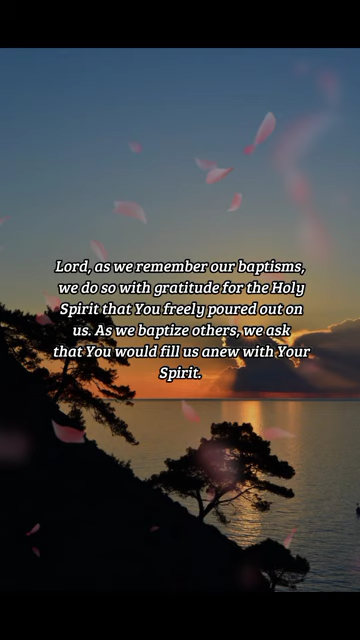 Lord, as we remember our baptisms,
we do so with gratitude for the Holy
Spirit that You freely poured out on
us. As we baptize others, we ask
that You would fill us anew with Your
Spirit.